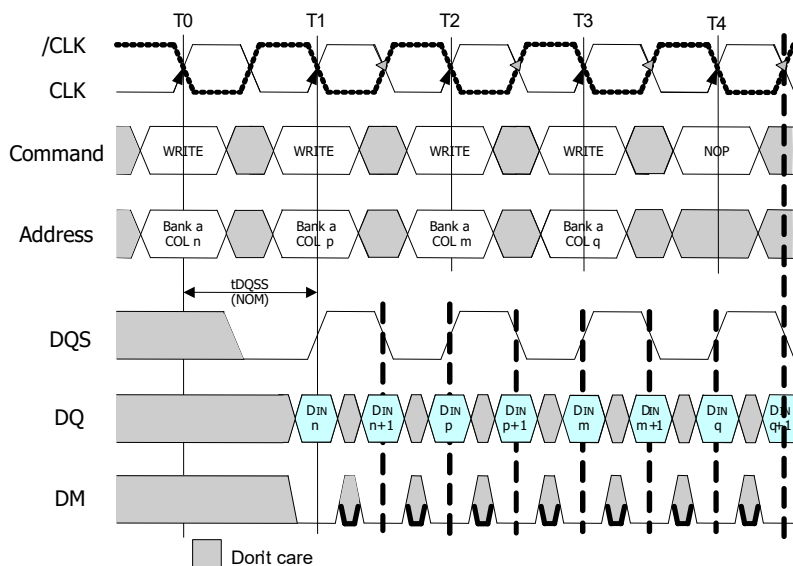 T0 T1 T2 T3 T4
/CLK
CLK
Command WRITE WRITE WRITE WRITE NOP
Address
Bank a Bank a Bank a Bank a
COL n COL p COL m COL q
tDQSS
(NOM)
DQS
DQ
DIN DIN DIN DIN DIN DIN DIN DIN
n n+1 p p+1 m m+1 q q+1
DM
Don't care